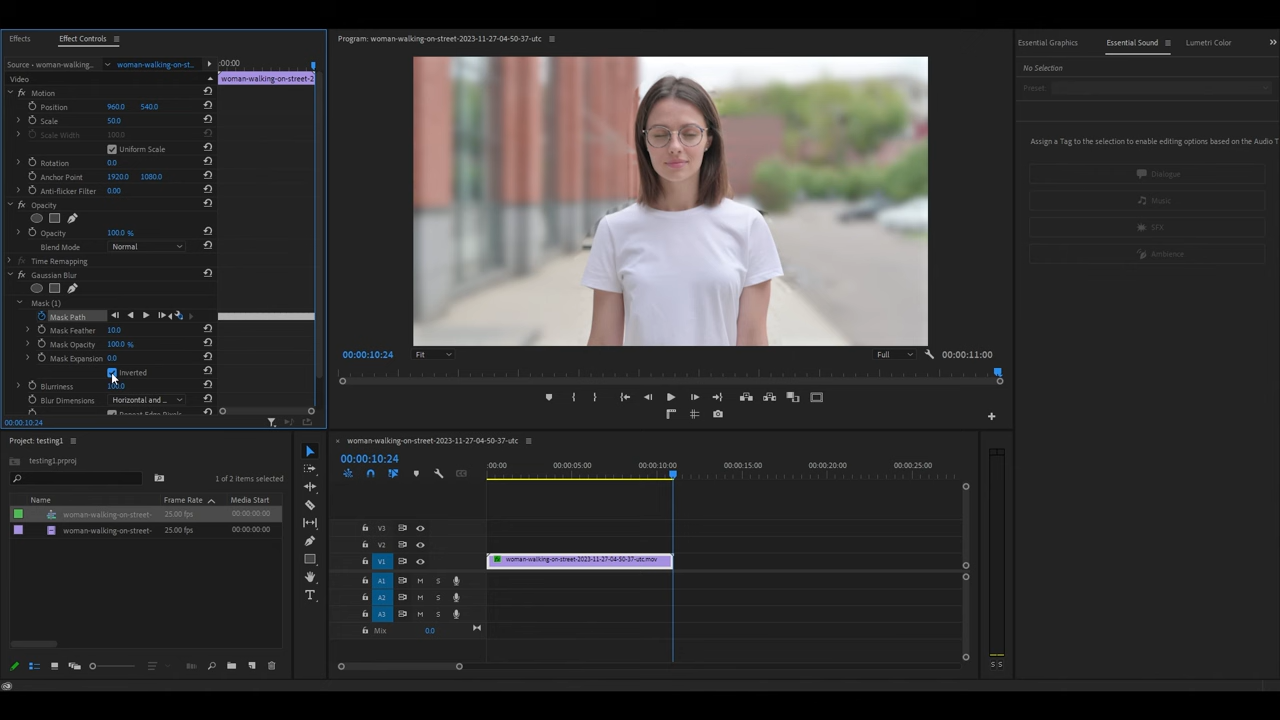 Effects
Effect Controls
Source · woman-walking...
woman-walking-on-st...
:00:00
Video
woman-walking-on-street-2
Motion
Position 960.0 540.0
Scale 50.0
Scale Width 100.0
Uniform Scale
Rotation 0.0
Anchor Point 1920.0 1080.0
Anti-flicker Filter 0.00
Opacity
Opacity 100.0 %
Blend Mode Normal
Time Remapping
Gaussian Blur
Mask (1)
Mask Path
Mask Feather 10.0
Mask Opacity 100.0 %
Mask Expansion 0.0
Inverted
Blurriness 100.0
Blur Dimensions Horizontal and ...
Repeat Edge Pixels
00:00:10:24
Program: woman-walking-on-street-2023-11-27-04-50-37-utc
00:00:10:24 Fit Full 00:00:11:00
Essential Graphics Essential Sound Lumetri Color
No Selection
Preset:
Assign a Tag to the selection to enable editing options based on the Audio T
Dialogue
Music
SFX
Ambience
Project: testing1
testing1.prproj
1 of 2 items selected
Name Frame Rate Media Start
woman-walking-on-street- 25.00 fps 00:00:00:00
woman-walking-on-street- 25.00 fps 00:00:00:00
woman-walking-on-street-2023-11-27-04-50-37-utc
00:00:10:24
:00:00 00:00:05:00 00:00:10:00 00:00:15:00 00:00:20:00 00:00:25:00
V3
V2
V1 woman-walking-on-street-2023-11-27-04-50-37-utc.mov
A1 M S
A2 M S
A3 M S
Mix 0.0
S S